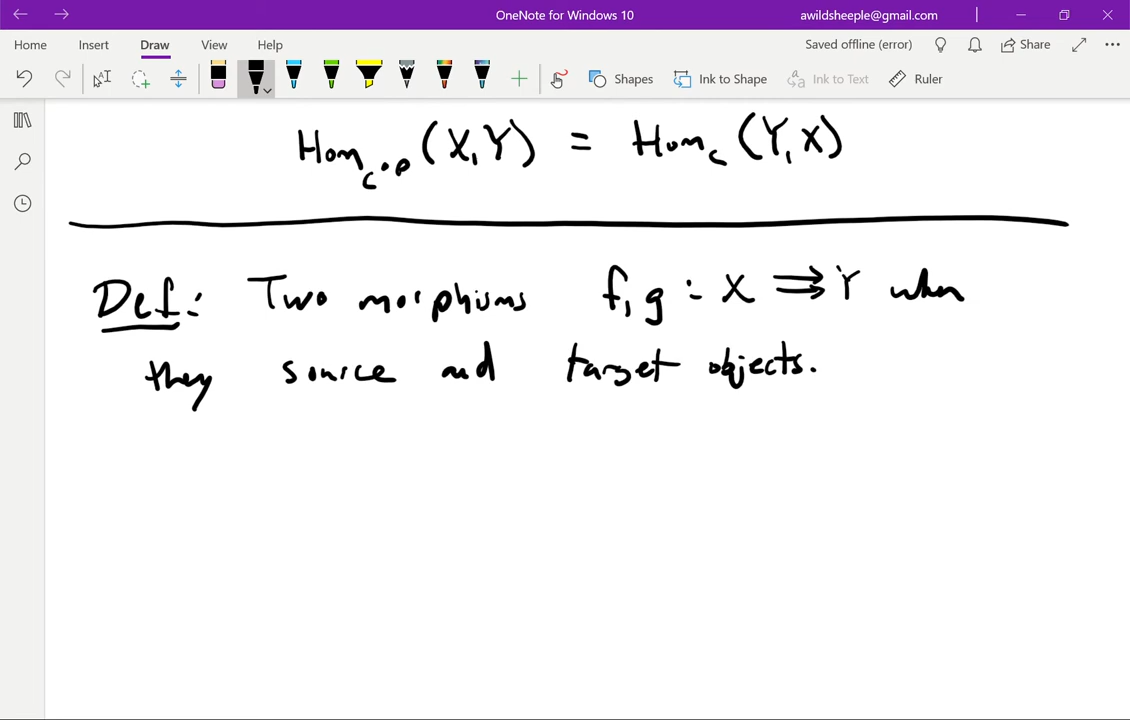 OneNote for Windows 10
awildsheeple@gmail.com
Home Insert Draw View Help
Saved offline (error) Share
Shapes Ink to Shape Ink to Text Ruler
Hom_{C^{op}}(X,Y) = Hom_C(Y,X)
Def: Two morphisms f,g : X ⇉ Y when
they source and target objects.